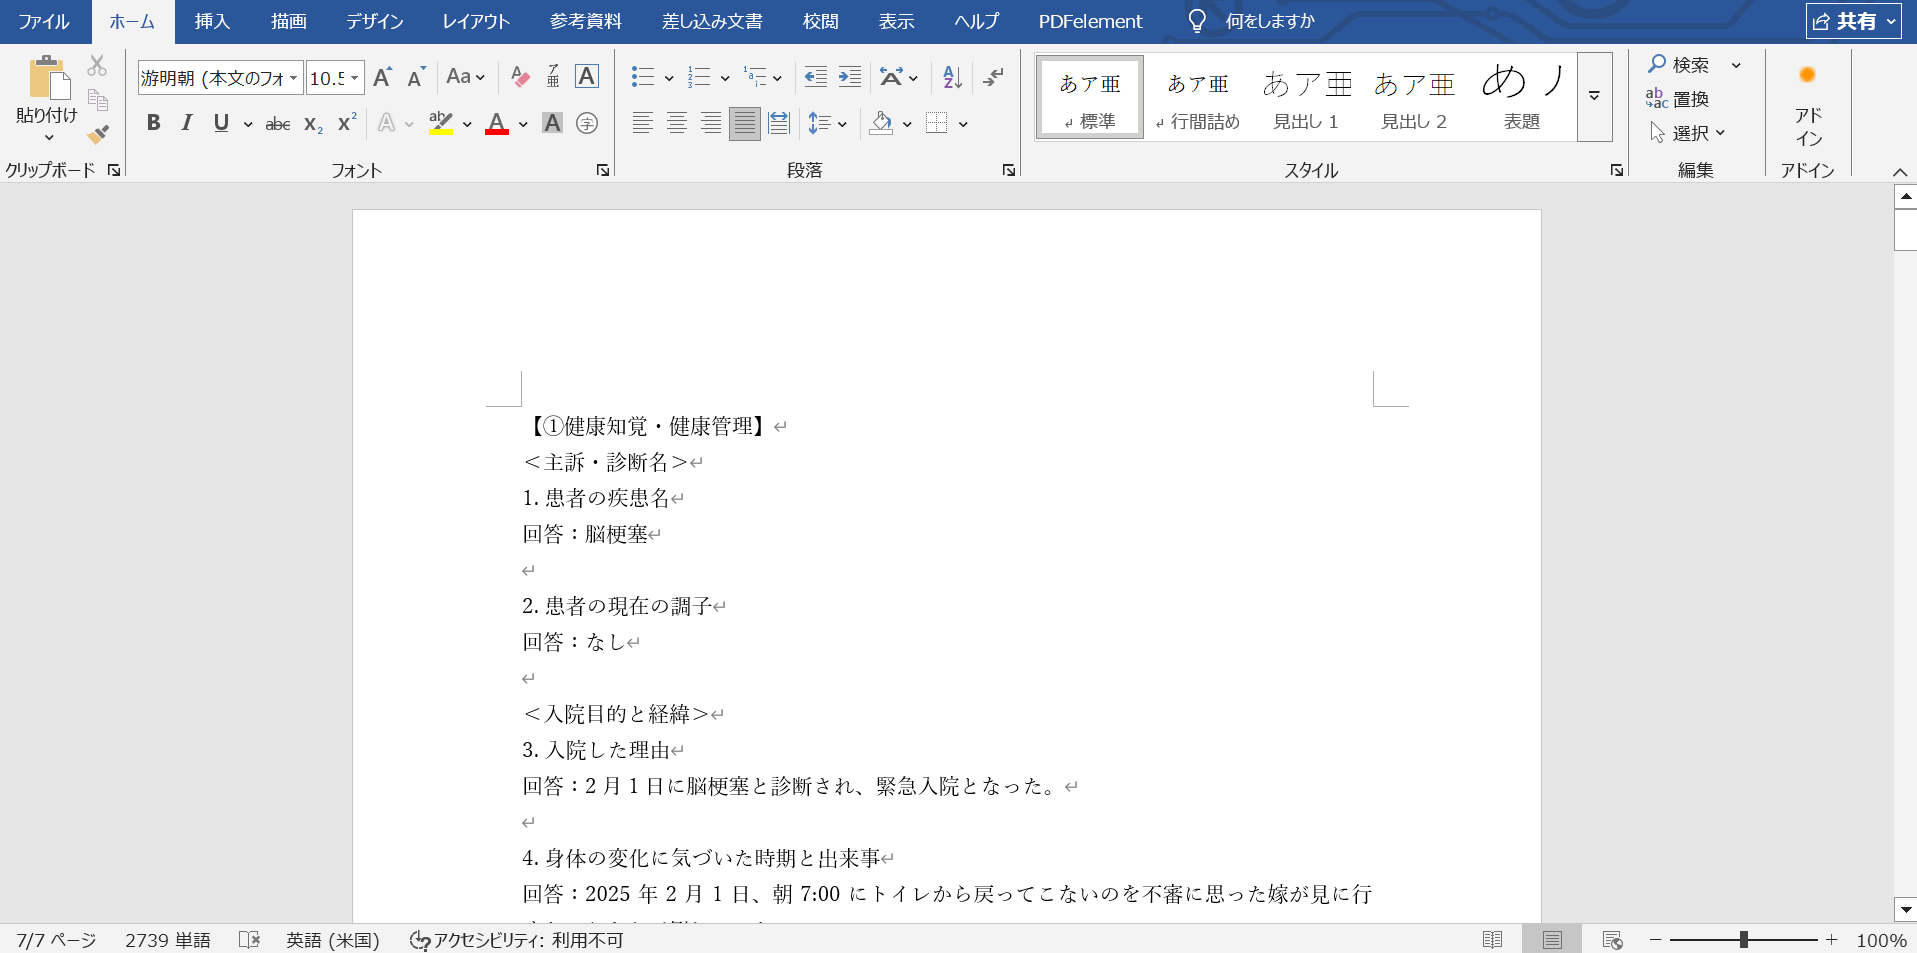 ファイル ホーム 挿入 描画 デザイン レイアウト 参考資料 差し込み文書 校閲 表示 ヘルプ PDFelement 何をしますか 共有
貼り付け
クリップボード
游明朝 (本文のフォ 10.5
Aa ア亜 A
B I U abc X₂ X² A ab A A 字
フォント
段落
あア亜 あア亜 あア亜 あア亜
標準 行間詰め 見出し 1 見出し 2 表題
スタイル
検索
置換
選択
編集
アド
イン
アドイン
【①健康知覚・健康管理】
＜主訴・診断名＞
1. 患者の疾患名
回答：脳梗塞
2. 患者の現在の調子
回答：なし
＜入院目的と経緯＞
3. 入院した理由
回答：2 月 1 日に脳梗塞と診断され、緊急入院となった。
4. 身体の変化に気づいた時期と出来事
回答：2025 年 2 月 1 日、朝 7:00 にトイレから戻ってこないのを不審に思った嫁が見に行
7/7 ページ 2739 単語 英語 (米国) アクセシビリティ: 利用不可 100%